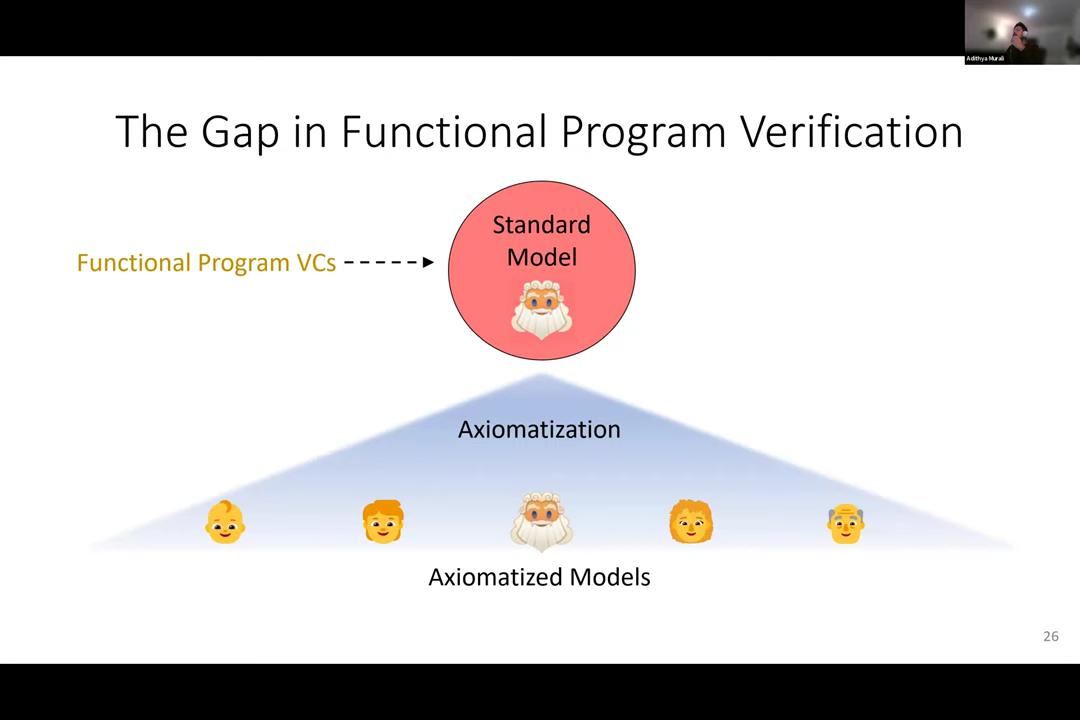 Adithya Murali
The Gap in Functional Program Verification
Standard
Model
Functional Program VCs
Axiomatization
Axiomatized Models
26